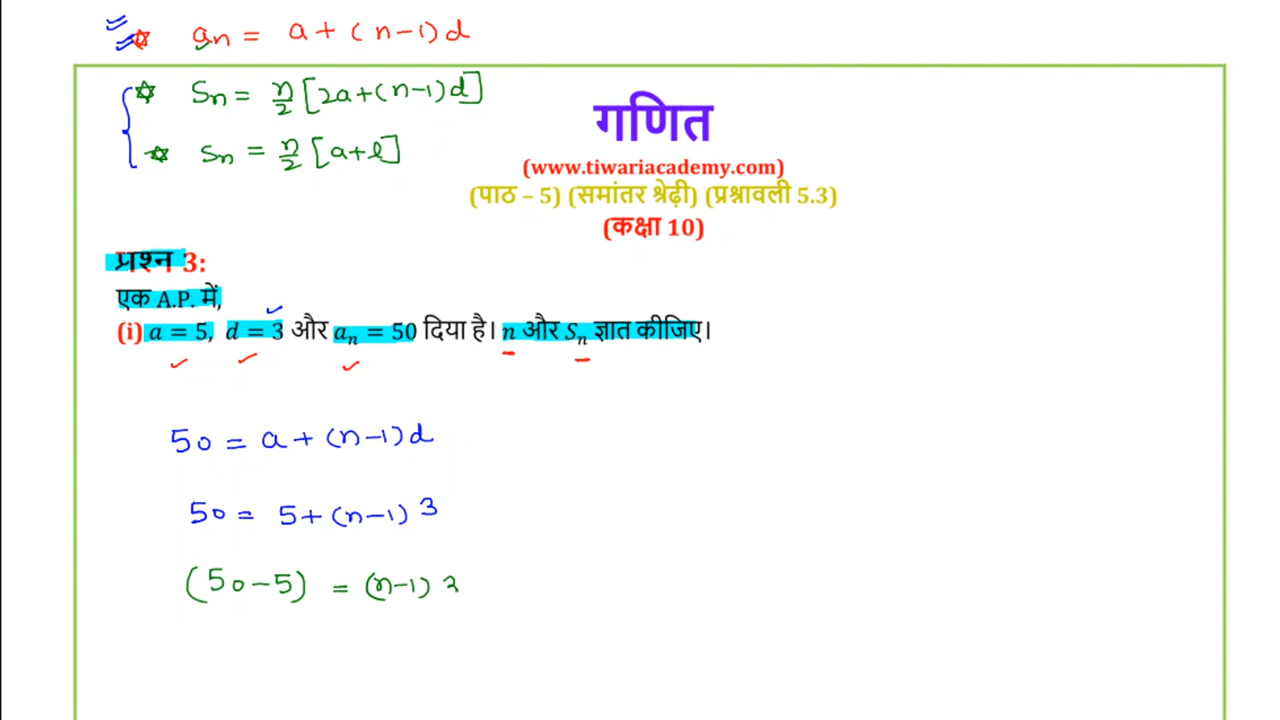 aₙ = a + (n-1)d
Sₙ = n/2 [2a+(n-1)d]
Sₙ = n/2 [a+l]
गणित
(www.tiwariacademy.com)
(पाठ – 5) (समांतर श्रेढ़ी) (प्रश्नावली 5.3)
(कक्षा 10)
प्रश्न 3:
एक A.P. में,
(i) a = 5, d = 3 और aₙ = 50 दिया है। n और Sₙ ज्ञात कीजिए।
50 = a + (n-1)d
50 = 5 + (n-1) 3
(50-5) = (n-1) 3